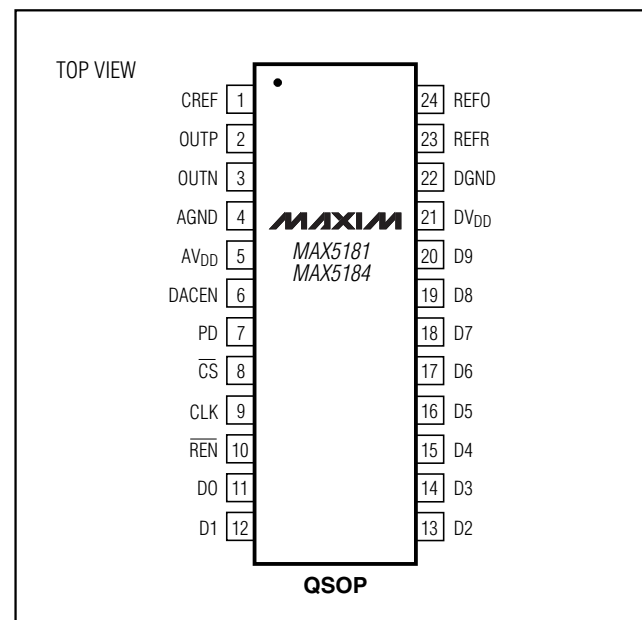 TOP VIEW
CREF 1
OUTP 2
OUTN 3
AGND 4
AVDD 5
DACEN 6
PD 7
C̅S̅ 8
CLK 9
R̅E̅N̅ 10
D0 11
D1 12
24 REFO
23 REFR
22 DGND
21 DVDD
20 D9
19 D8
18 D7
17 D6
16 D5
15 D4
14 D3
13 D2
MAXIM
MAX5181
MAX5184
QSOP